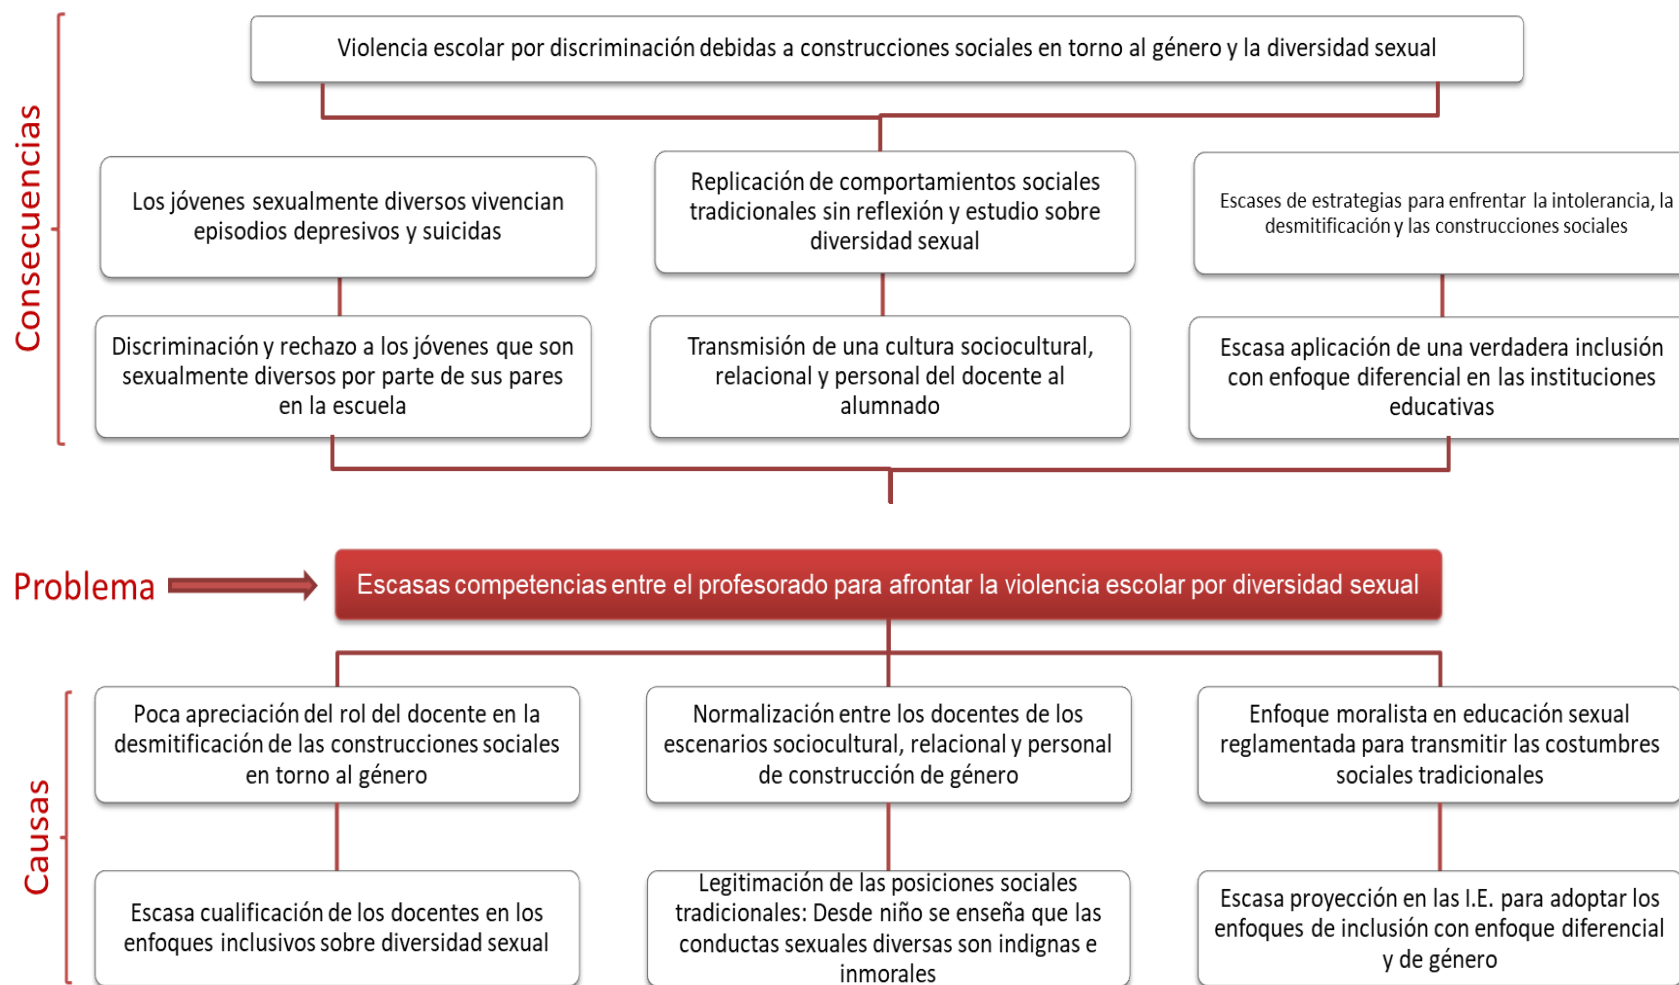 Consecuencias
Violencia escolar por discriminación debidas a construcciones sociales en torno al género y la diversidad sexual
Los jóvenes sexualmente diversos vivencian
episodios depresivos y suicidas
Replicación de comportamientos sociales
tradicionales sin reflexión y estudio sobre
diversidad sexual
Escases de estrategias para enfrentar la intolerancia, la
desmitificación y las construcciones sociales
Discriminación y rechazo a los jóvenes que son
sexualmente diversos por parte de sus pares
en la escuela
Transmisión de una cultura sociocultural,
relacional y personal del docente al
alumnado
Escasa aplicación de una verdadera inclusión
con enfoque diferencial en las instituciones
educativas
Problema
Escasas competencias entre el profesorado para afrontar la violencia escolar por diversidad sexual
Causas
Poca apreciación del rol del docente en la
desmitificación de las construcciones sociales
en torno al género
Normalización entre los docentes de los
escenarios sociocultural, relacional y personal
de construcción de género
Enfoque moralista en educación sexual
reglamentada para transmitir las costumbres
sociales tradicionales
Escasa cualificación de los docentes en los
enfoques inclusivos sobre diversidad sexual
Legitimación de las posiciones sociales
tradicionales: Desde niño se enseña que las
conductas sexuales diversas son indignas e
inmorales
Escasa proyección en las I.E. para adoptar los
enfoques de inclusión con enfoque diferencial
y de género